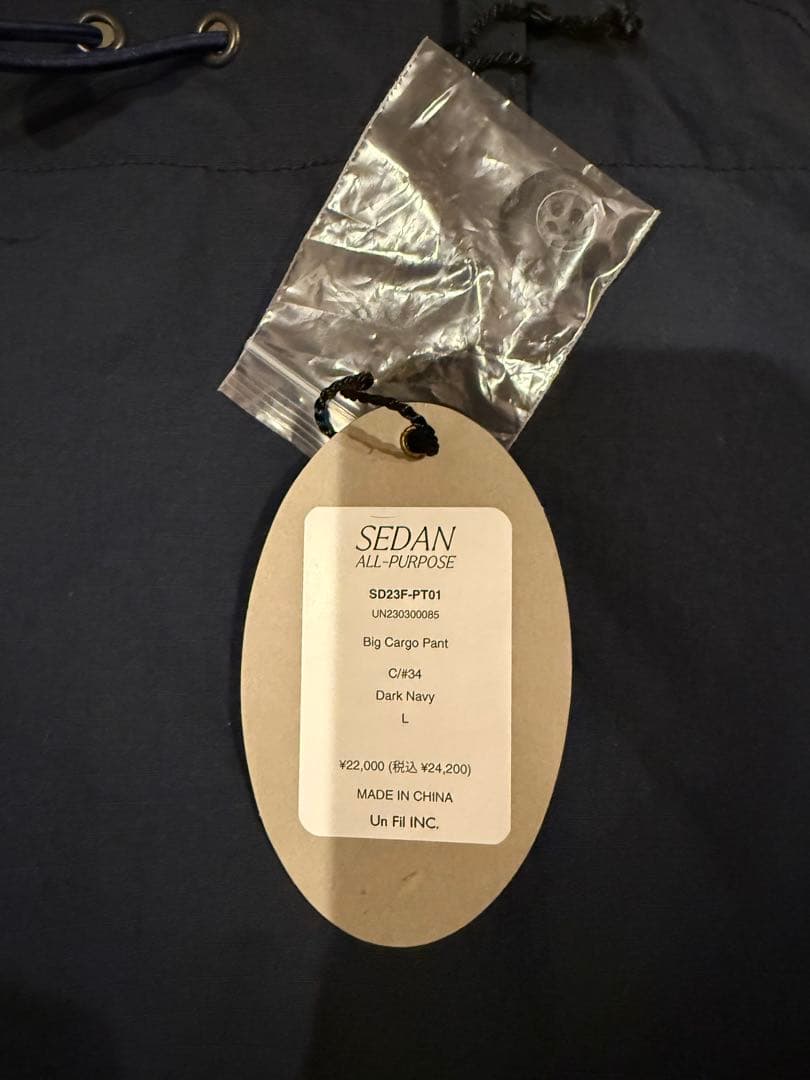 SEDAN
ALL-PURPOSE
SD23F-PT01
UN230300085
Big Cargo Pant
C/#34
Dark Navy
L
¥22,000 (税込 ¥24,200)
MADE IN CHINA
Un Fil INC.